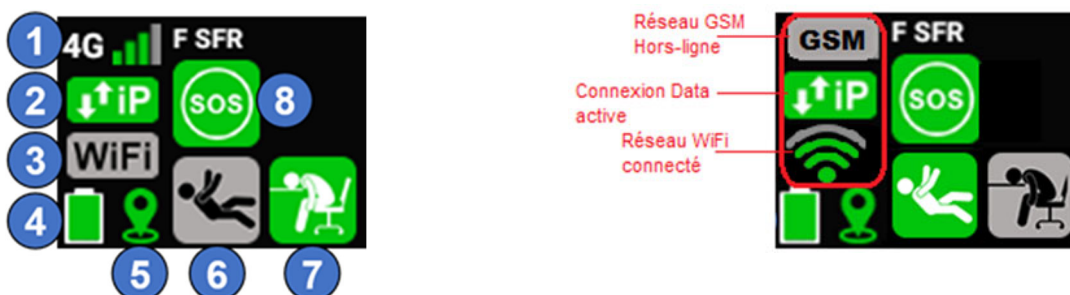 1
4G
F SFR
2
iP
SOS
8
3
WiFi
4
5
6
7
Réseau GSM
Hors-ligne
GSM
F SFR
Connexion Data
active
iP
SOS
Réseau WiFi
connecté